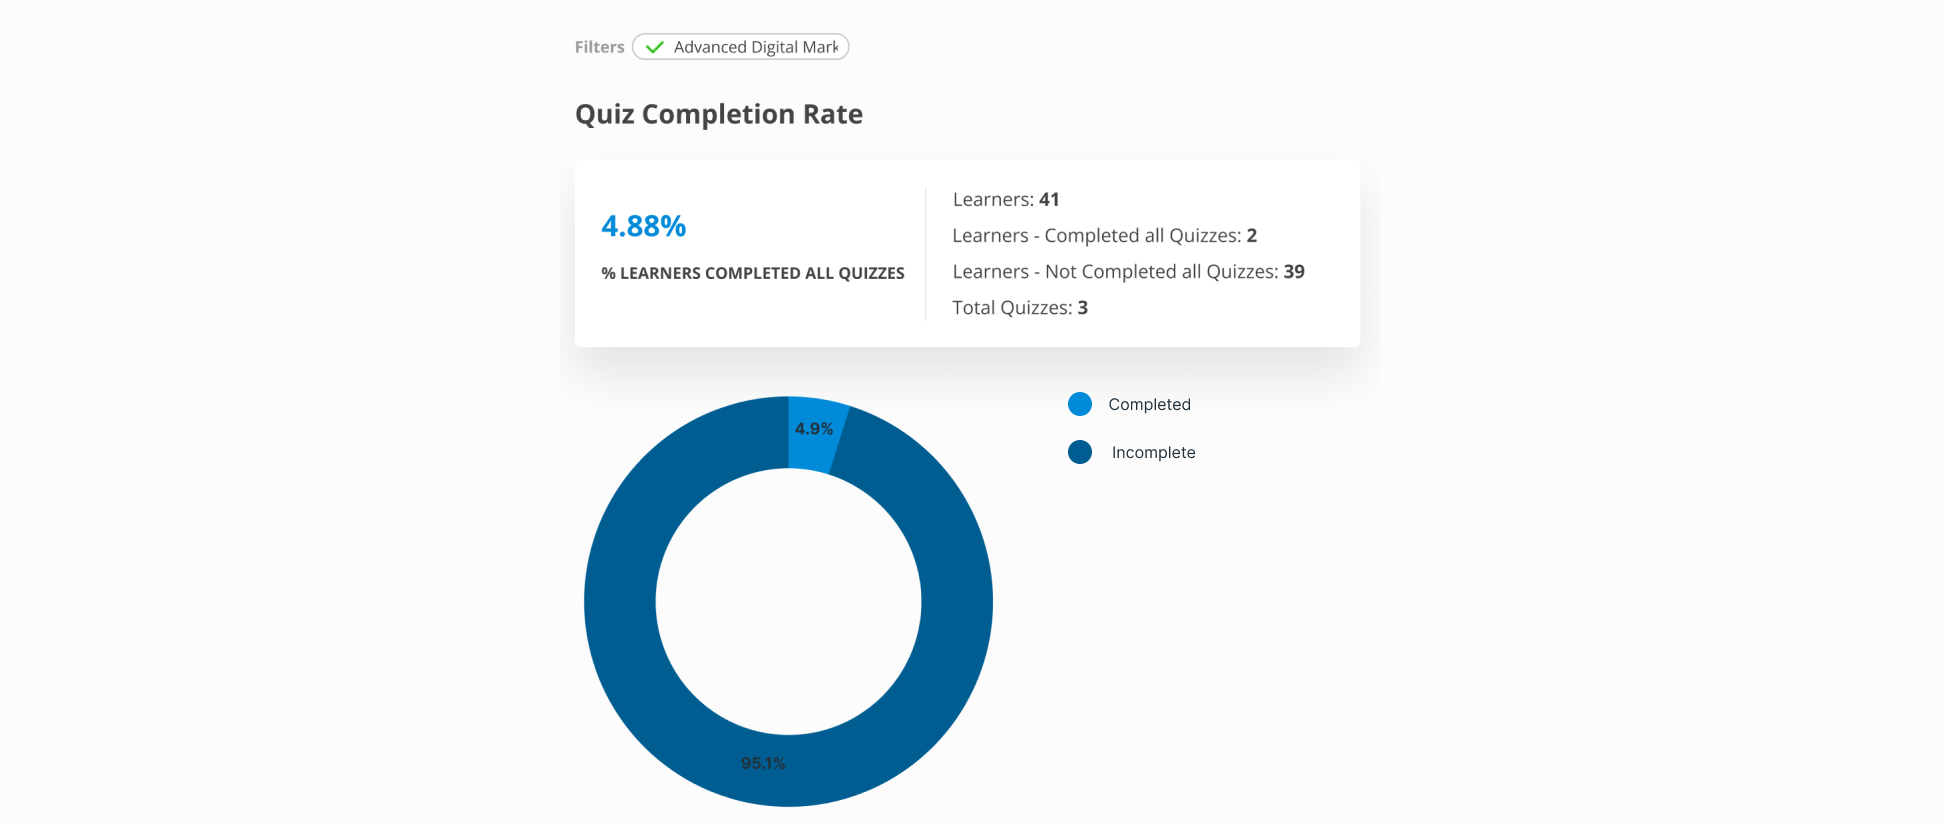 Filters Advanced Digital Mark
Quiz Completion Rate
4.88%
% LEARNERS COMPLETED ALL QUIZZES
Learners: 41
Learners - Completed all Quizzes: 2
Learners - Not Completed all Quizzes: 39
Total Quizzes: 3
Completed
Incomplete
4.9%
95.1%